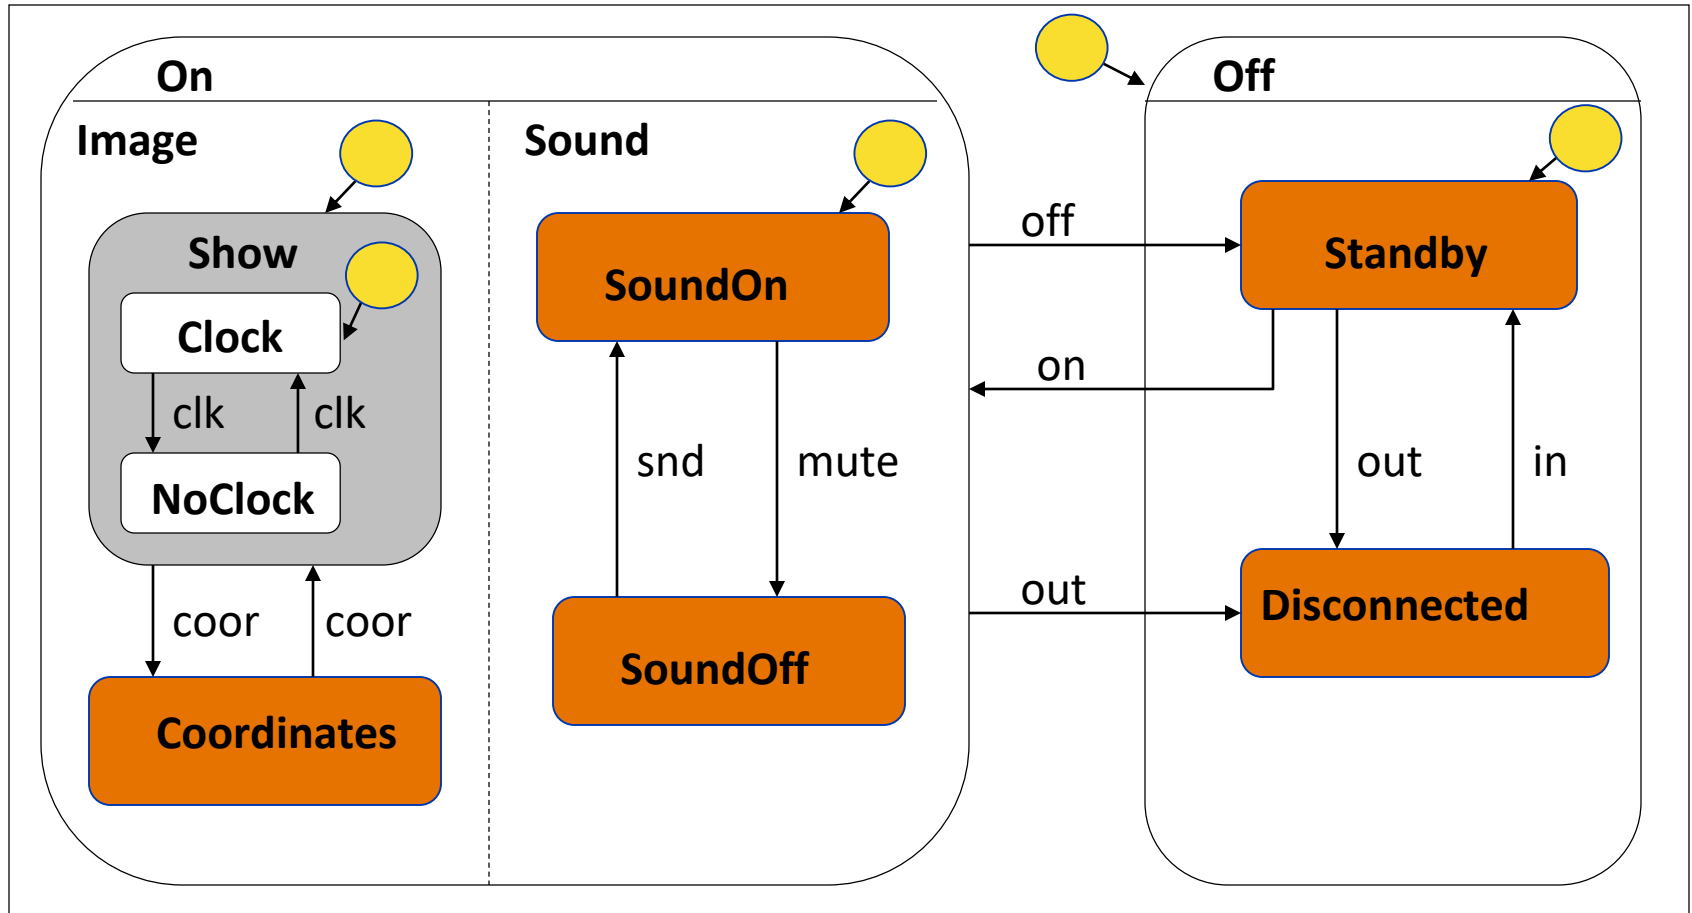 On
Image
Show
Clock
clk
clk
NoClock
coor
coor
Coordinates
Sound
SoundOn
snd
mute
SoundOff
off
on
out
Off
Standby
out
in
Disconnected